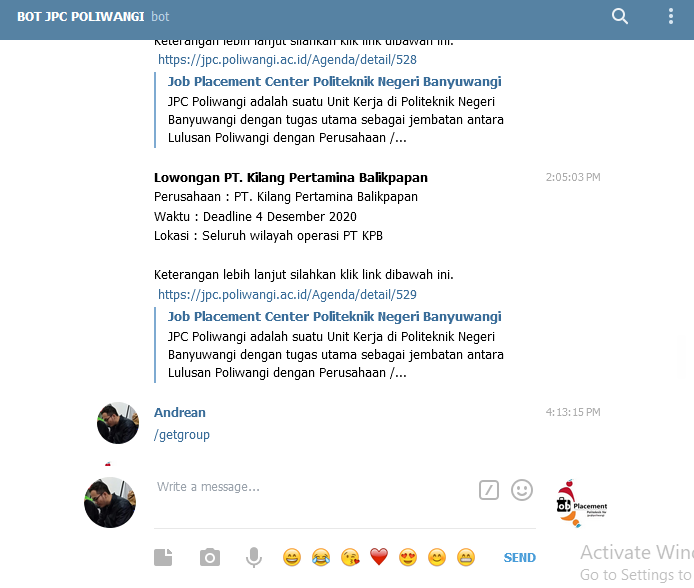 BOT JPC POLIWANGI bot
Keterangan lebih lanjut silahkan klik link dibawah ini.
https://jpc.poliwangi.ac.id/Agenda/detail/528
Job Placement Center Politeknik Negeri Banyuwangi
JPC Poliwangi adalah suatu Unit Kerja di Politeknik Negeri
Banyuwangi dengan tugas utama sebagai jembatan antara
Lulusan Poliwangi dengan Perusahaan /...
Lowongan PT. Kilang Pertamina Balikpapan 2:05:03 PM
Perusahaan : PT. Kilang Pertamina Balikpapan
Waktu : Deadline 4 Desember 2020
Lokasi : Seluruh wilayah operasi PT KPB
Keterangan lebih lanjut silahkan klik link dibawah ini.
https://jpc.poliwangi.ac.id/Agenda/detail/529
Job Placement Center Politeknik Negeri Banyuwangi
JPC Poliwangi adalah suatu Unit Kerja di Politeknik Negeri
Banyuwangi dengan tugas utama sebagai jembatan antara
Lulusan Poliwangi dengan Perusahaan /...
Andrean 4:13:15 PM
/getgroup
Write a message...
Job Placement
SEND
Activate Win
Go to Settings to